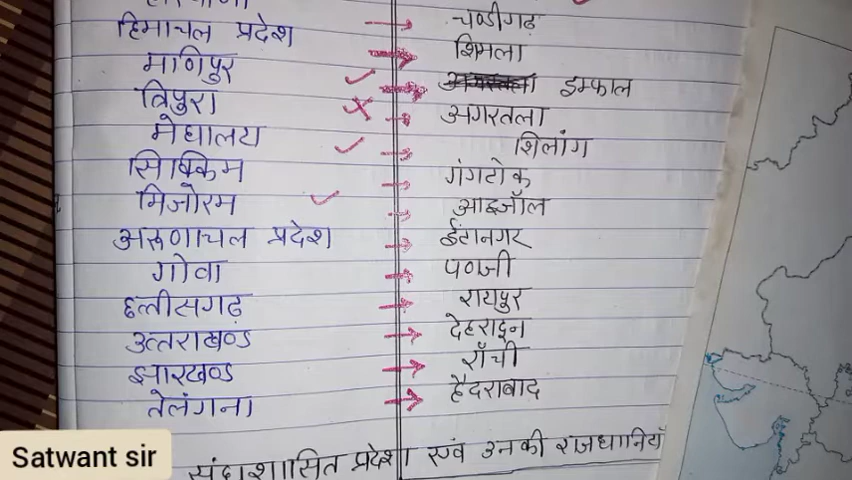 हिमाचल प्रदेश → चण्डीगढ़
मणिपुर → शिमला
त्रिपुरा ✓ → इम्फाल
मेघालय × → अगरतला
सिक्किम ✓ → शिलांग
मिजोरम → गंगटोक
अरूणाचल प्रदेश ✓ → आइजॉल
गोवा → ईटानगर
छत्तीसगढ़ → पणजी
उत्तराखण्ड → रायपुर
झारखण्ड → देहरादून
तेलंगना → राँची
→ हैदराबाद
संघशासित प्रदेश एवं उनकी राजधानियाँ
Satwant sir